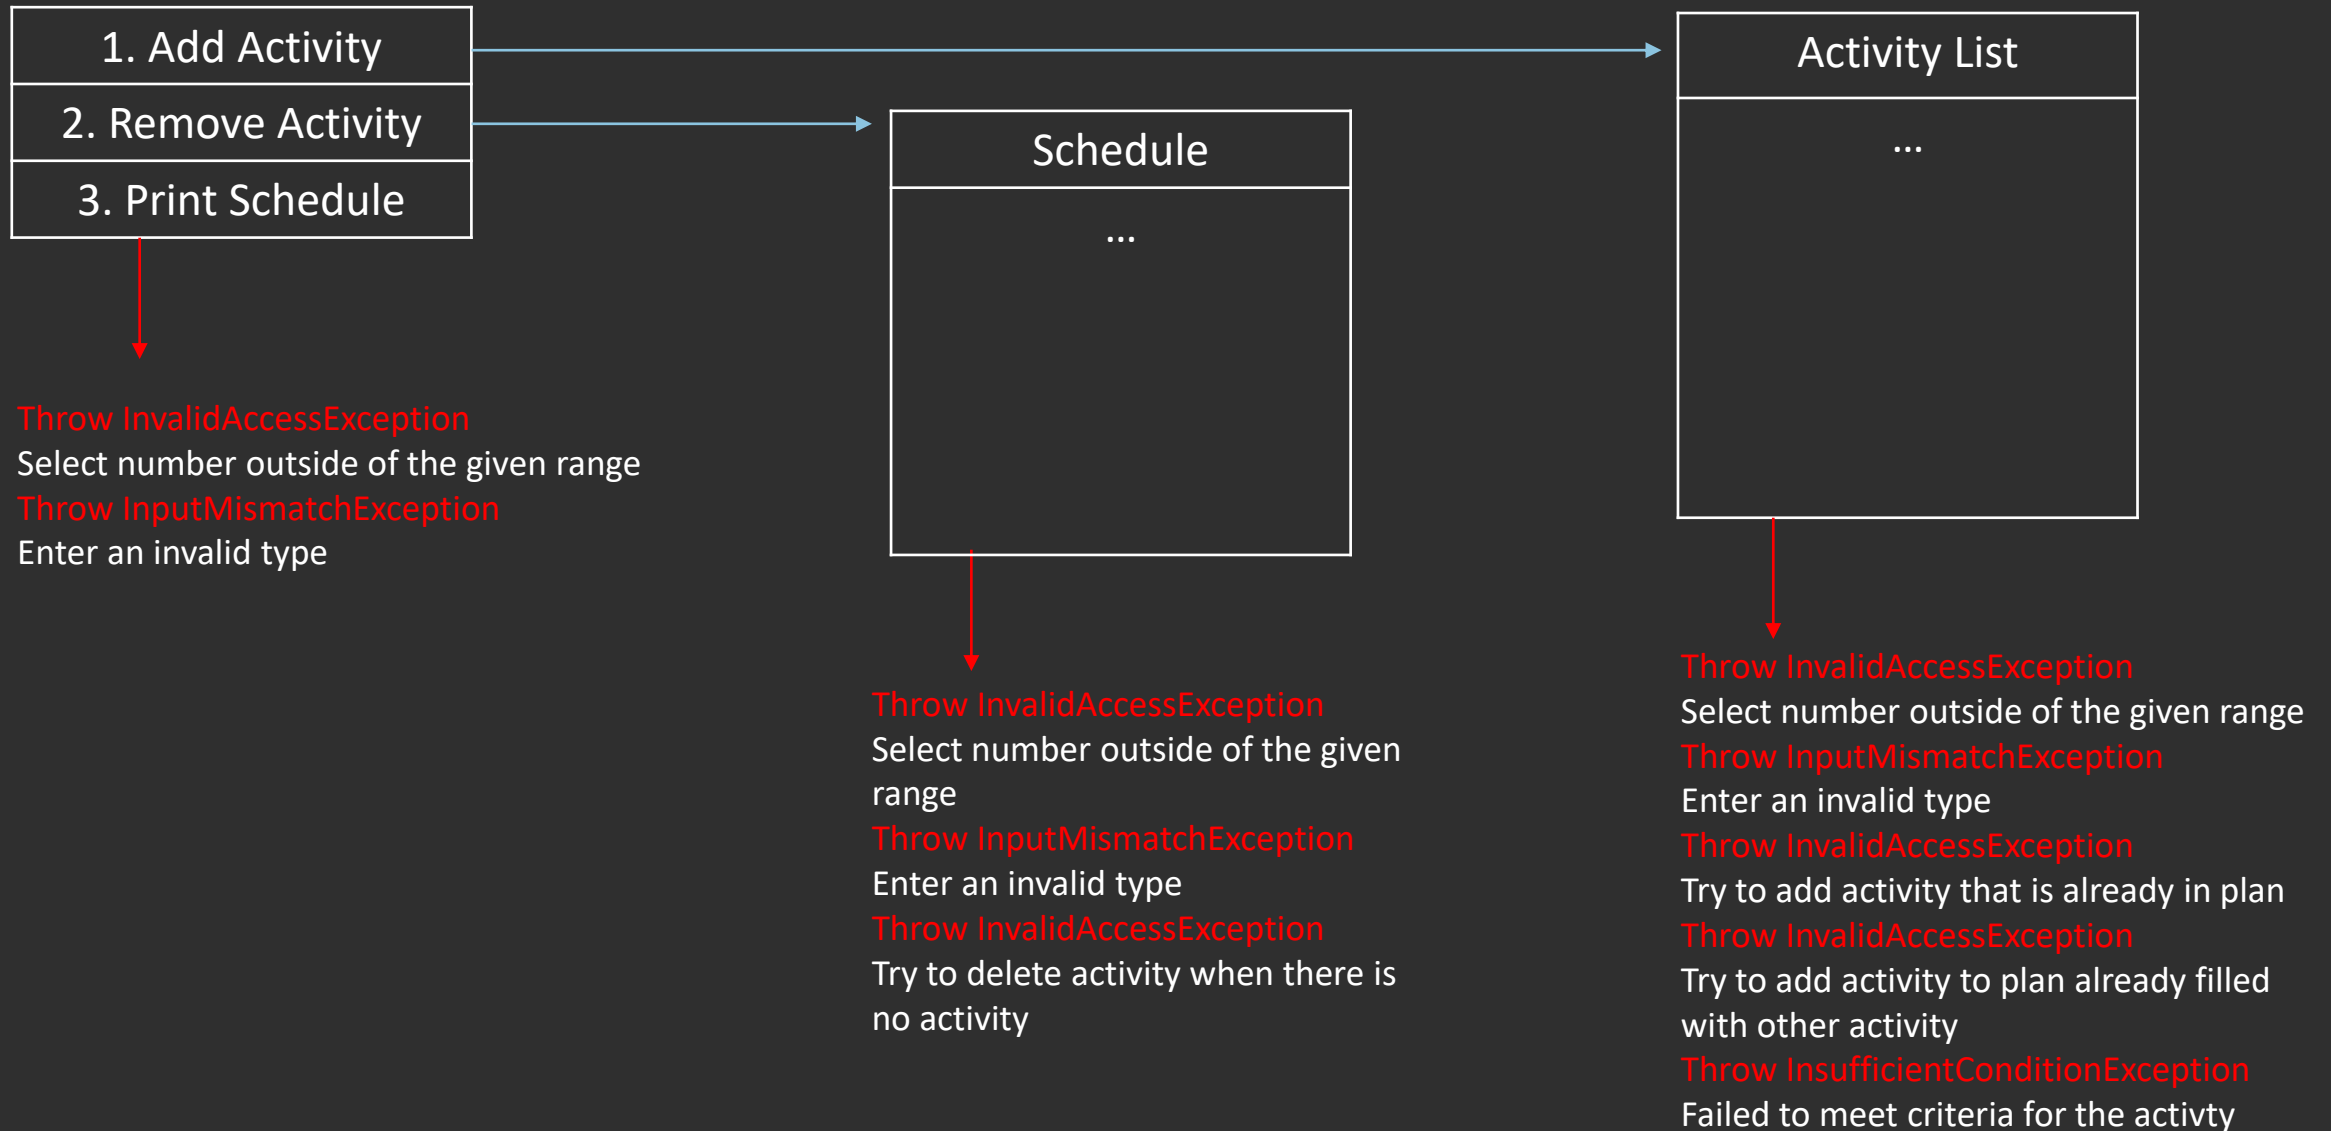 1. Add Activity
2. Remove Activity
3. Print Schedule
Throw InvalidAccessException
Select number outside of the given range
Throw InputMismatchException
Enter an invalid type
Schedule
...
Throw InvalidAccessException
Select number outside of the given
range
Throw InputMismatchException
Enter an invalid type
Throw InvalidAccessException
Try to delete activity when there is
no activity
Activity List
...
Throw InvalidAccessException
Select number outside of the given range
Throw InputMismatchException
Enter an invalid type
Throw InvalidAccessException
Try to add activity that is already in plan
Throw InvalidAccessException
Try to add activity to plan already filled
with other activity
Throw InsufficientConditionException
Failed to meet criteria for the activty